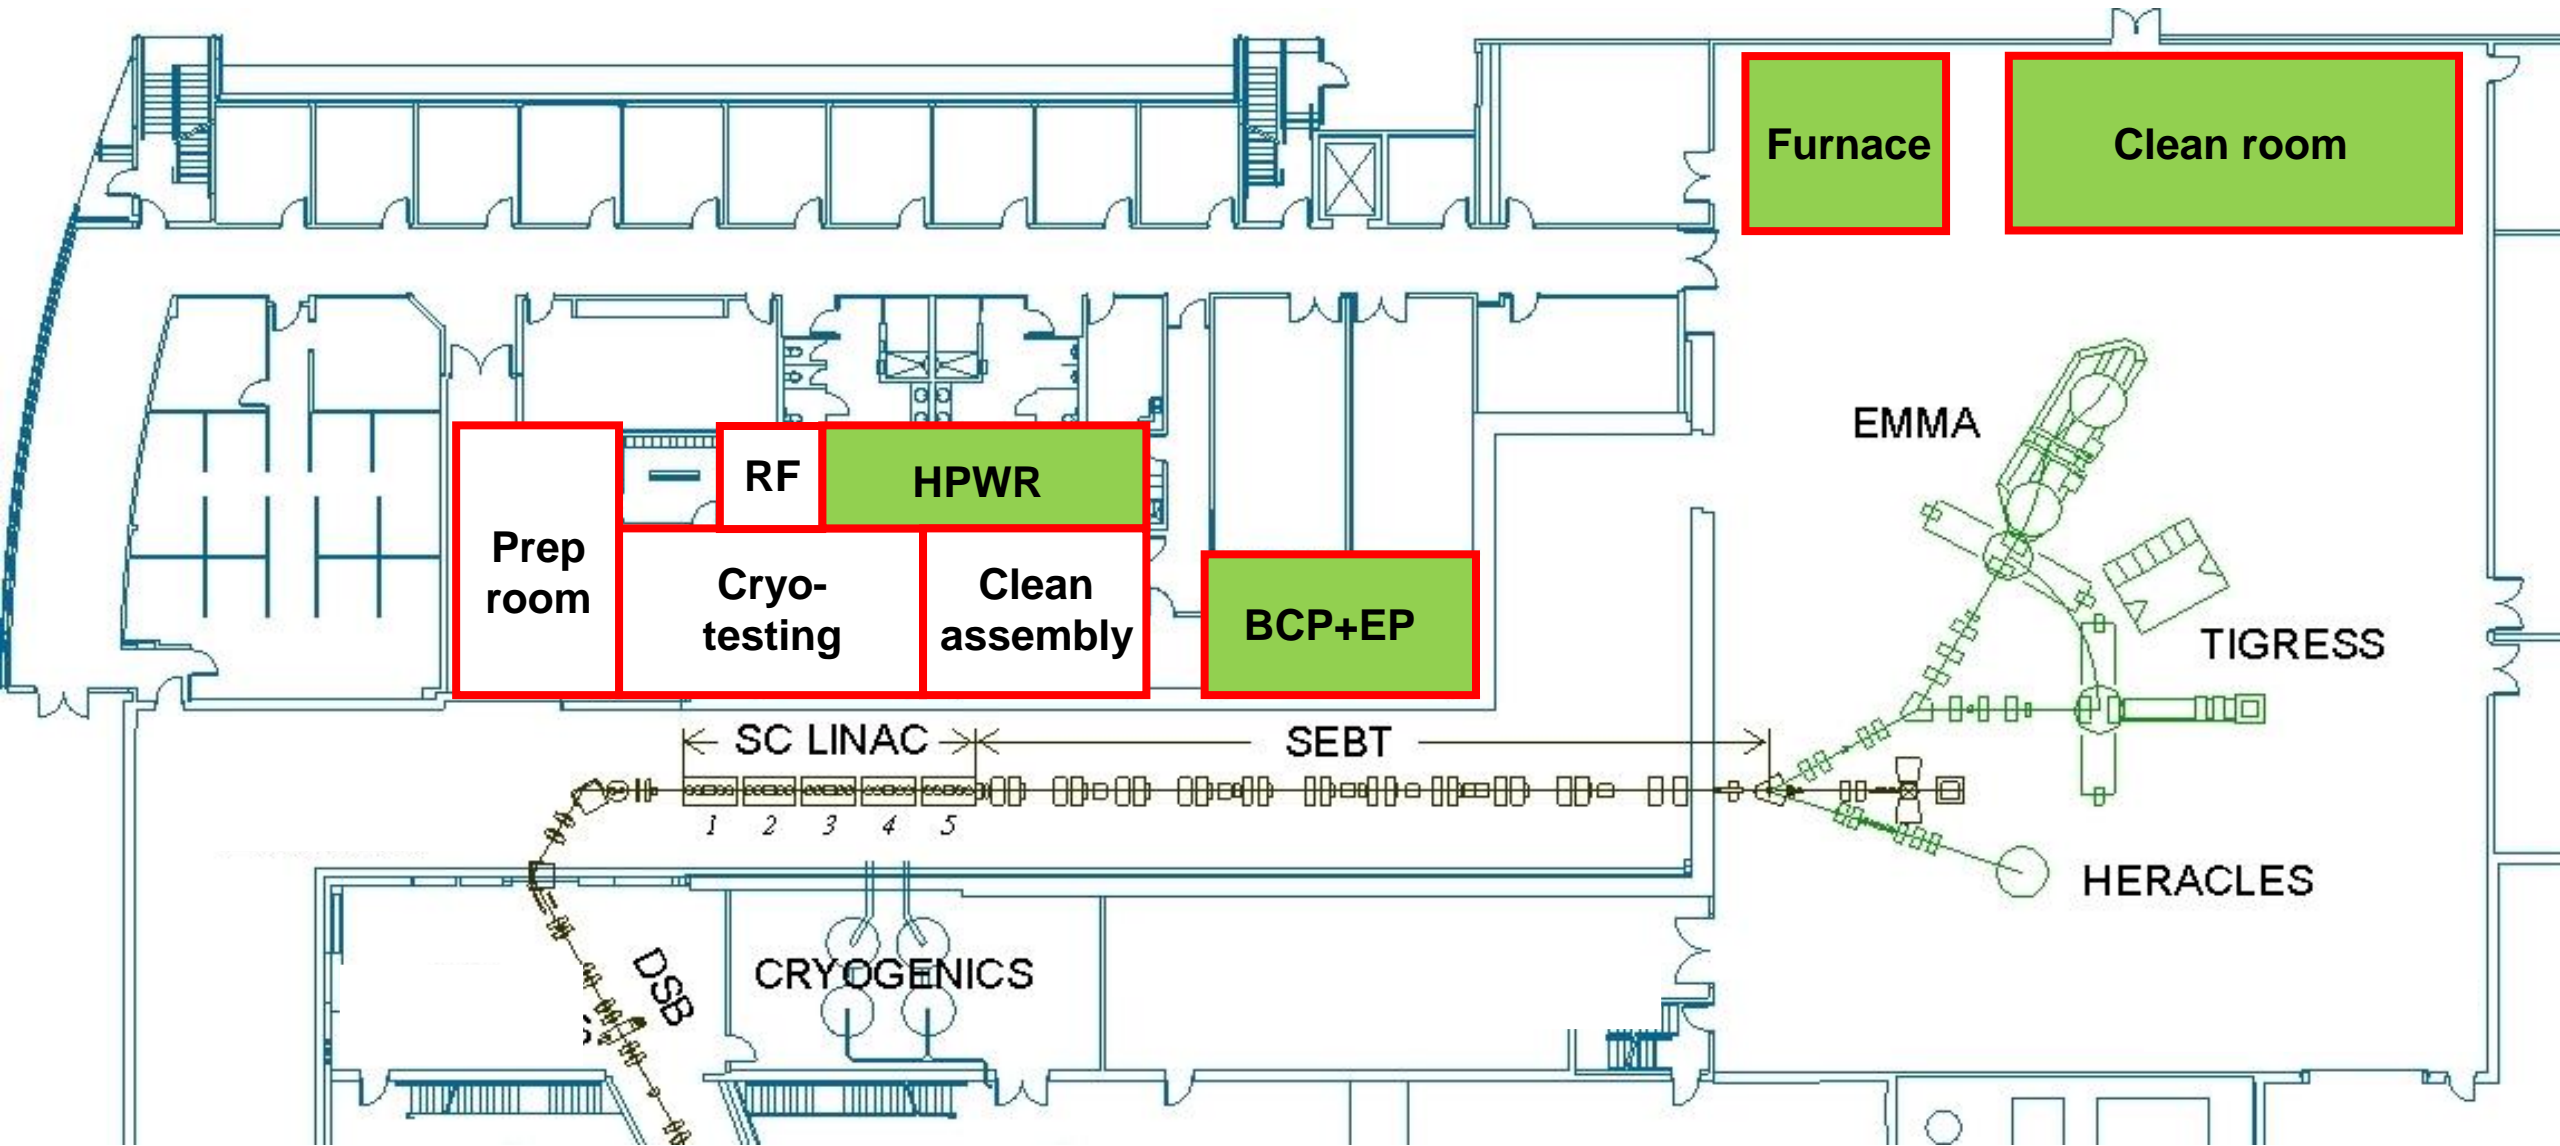 Furnace
Clean room
EMMA
RF
HPWR
Prep
room
Cryo-
testing
Clean
assembly
BCP+EP
TIGRESS
SC LINAC
SEBT
1 2 3 4 5
HERACLES
DSB
CRYOGENICS